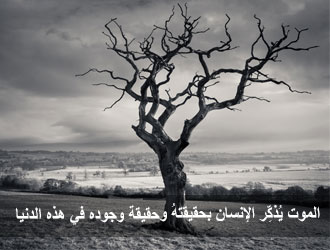 الموت يُذكِّر الإنسان بحقيقتهُ وحقيقة وجوده في هذه الدنيا